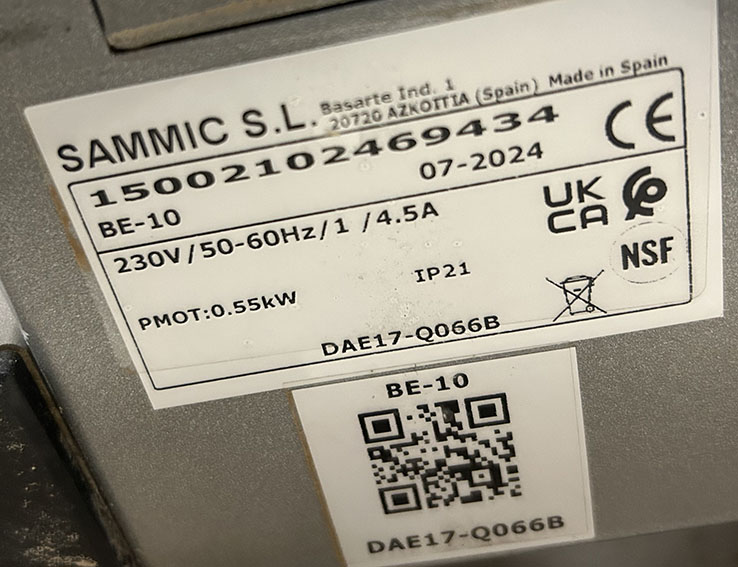 SAMMIC S.L. Basarte Ind. 1
20720 AZKOITIA (Spain) Made in Spain
15002102469434
BE-10 07-2024
CE
230V/50-60Hz/1 /4.5A
UK
CA
PMOT:0.55kW IP21
NSF
DAE17-Q066B
BE-10
DAE17-Q066B